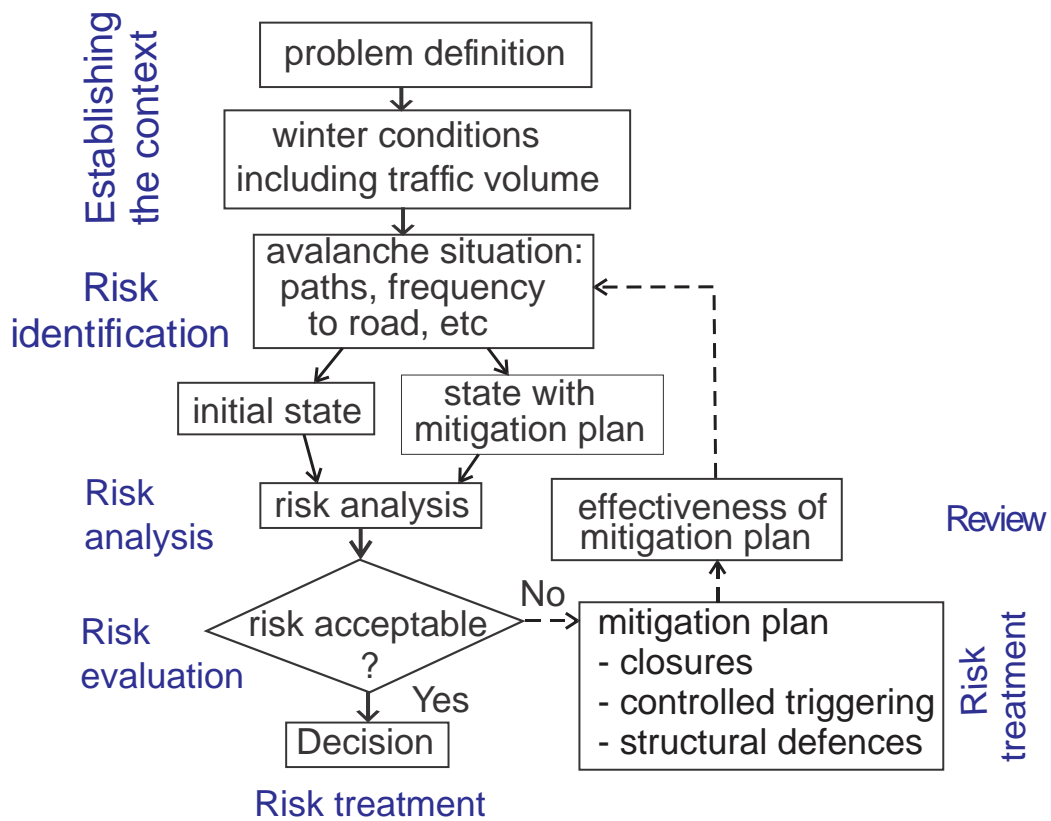 Establishing
the context
problem definition
winter conditions
including traffic volume
Risk
identification
avalanche situation:
paths, frequency
to road, etc
initial state
state with
mitigation plan
Risk
analysis
risk analysis
effectiveness of
mitigation plan
Review
Risk
evaluation
risk acceptable
?
No
Yes
mitigation plan
- closures
- controlled triggering
- structural defences
Risk
treatment
Decision
Risk treatment